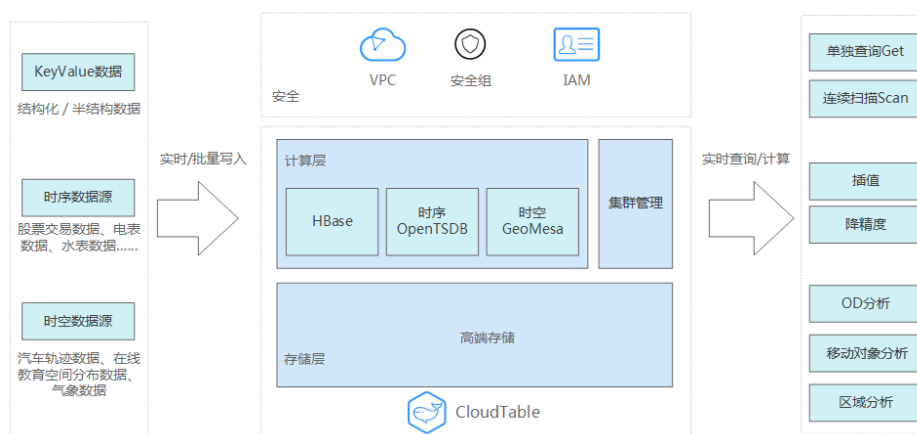 KeyValue数据
结构化 / 半结构数据
时序数据源
股票交易数据、电表
数据、水表数据......
时空数据源
汽车轨迹数据、在线
教育空间分布数据、
气象数据
实时/批量写入
VPC
安全组
IAM
安全
计算层
HBase
时序
OpenTSDB
时空
GeoMesa
集群管理
高端存储
存储层
CloudTable
实时查询/计算
单独查询Get
连续扫描Scan
插值
降精度
OD分析
移动对象分析
区域分析